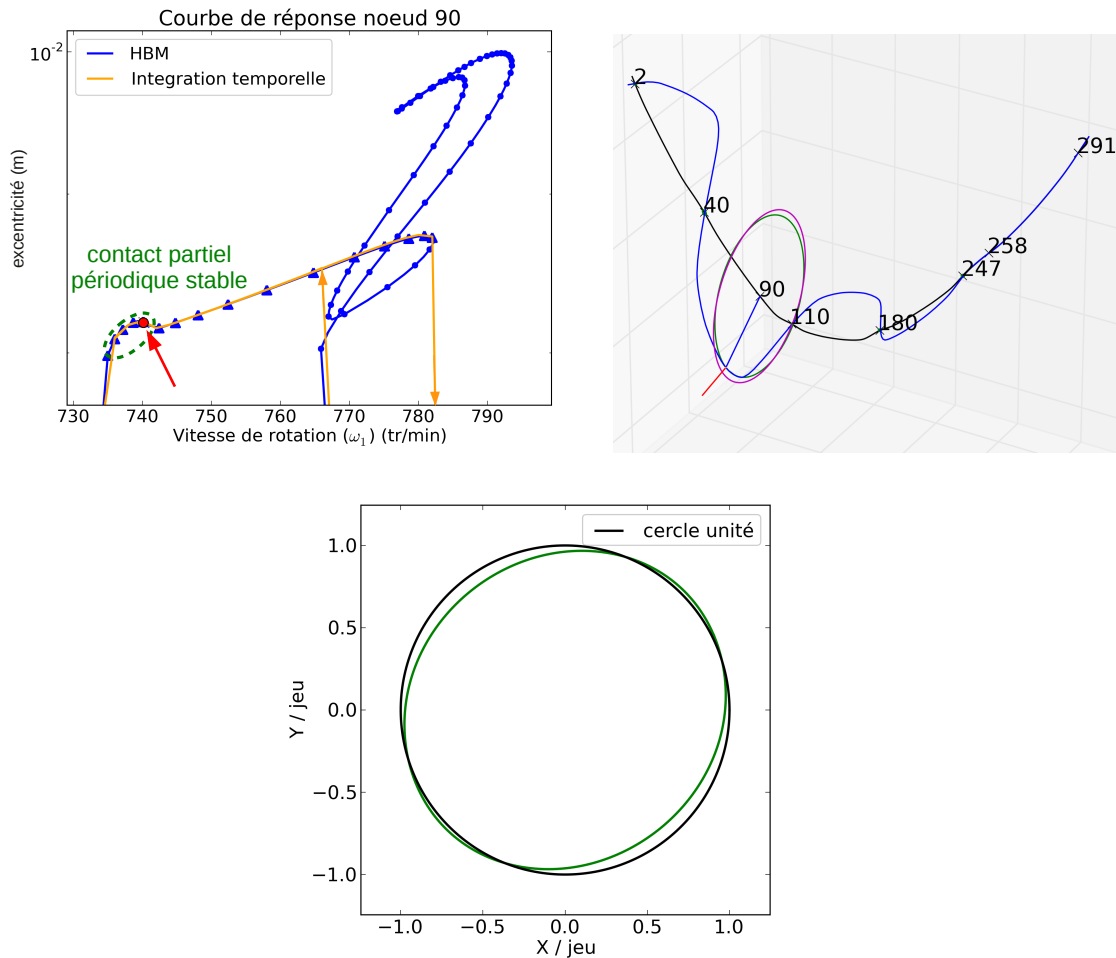 Courbe de réponse noeud 90
10⁻²
HBM
Integration temporelle
excentricité (m)
contact partiel
périodique stable
730 740 750 760 770 780 790
Vitesse de rotation (ω₁) (tr/min)
2
291
40
258
247
90
110
180
cercle unité
1.0
0.5
0.0
−0.5
−1.0
Y / jeu
−1.0 −0.5 0.0 0.5 1.0
X / jeu